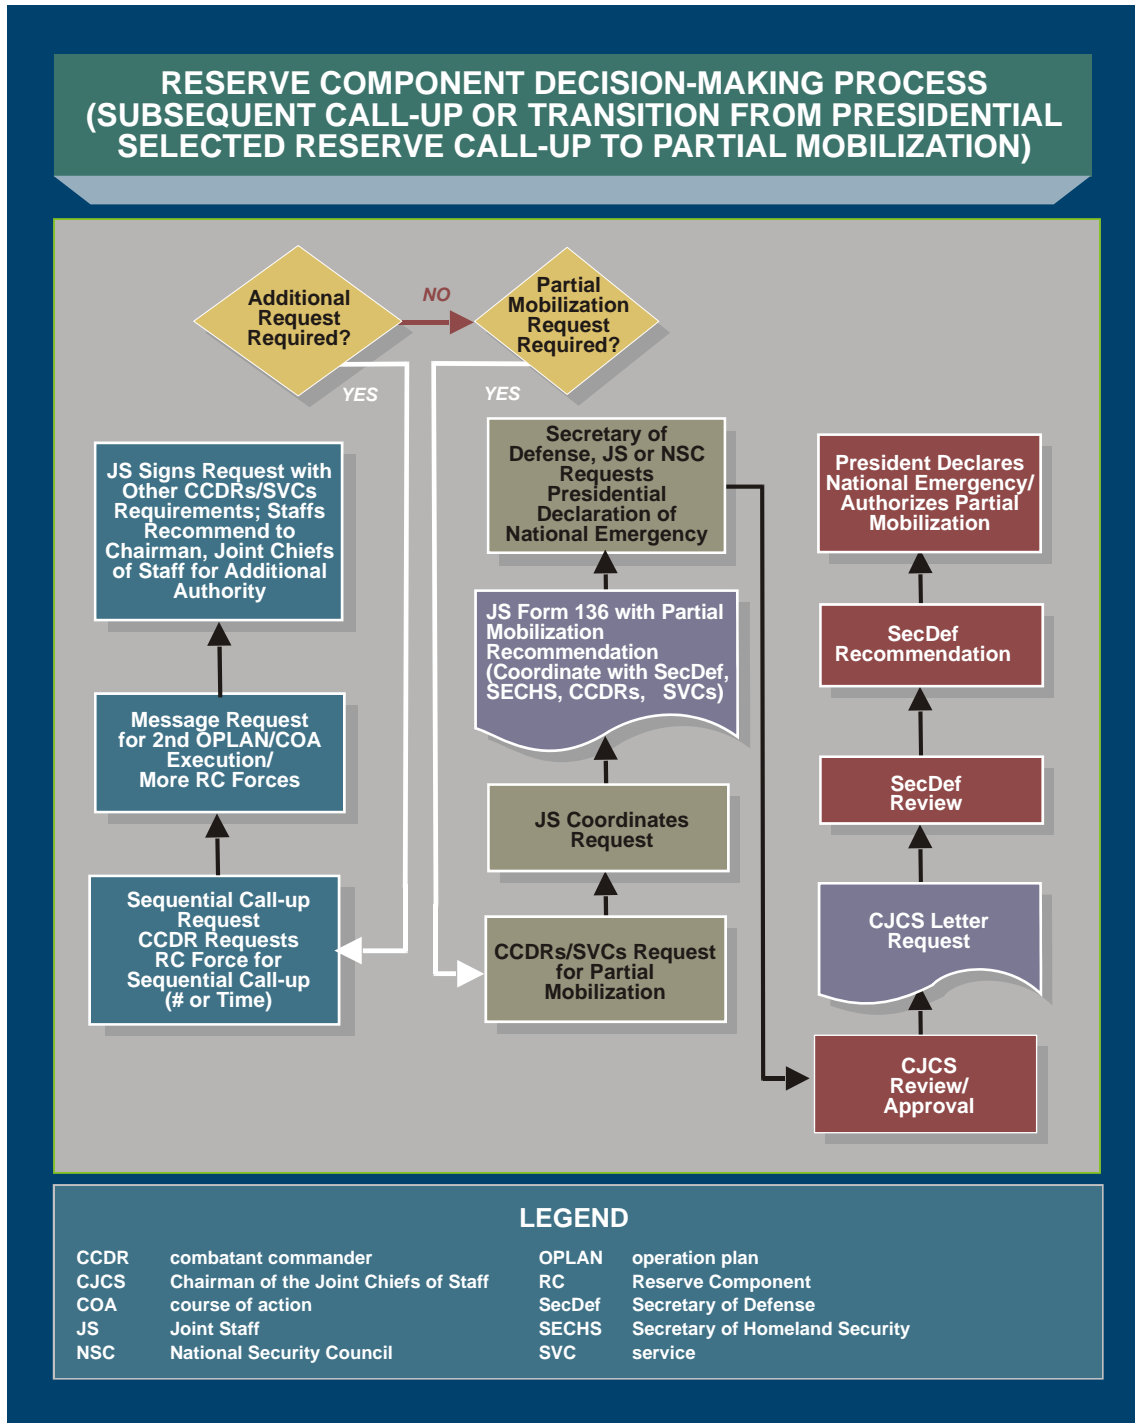 RESERVE COMPONENT DECISION-MAKING PROCESS
(SUBSEQUENT CALL-UP OR TRANSITION FROM PRESIDENTIAL
SELECTED RESERVE CALL-UP TO PARTIAL MOBILIZATION)
Additional
Request
Required?
NO
YES
Partial
Mobilization
Request
Required?
YES
JS Signs Request with
Other CCDRs/SVCs
Requirements; Staffs
Recommend to
Chairman, Joint Chiefs
of Staff for Additional
Authority
Message Request
for 2nd OPLAN/COA
Execution/
More RC Forces
Sequential Call-up
Request
CCDR Requests
RC Force for
Sequential Call-up
(# or Time)
Secretary of
Defense, JS or NSC
Requests
Presidential
Declaration of
National Emergency
JS Form 136 with Partial
Mobilization
Recommendation
(Coordinate with SecDef,
SECHS, CCDRs, SVCs)
JS Coordinates
Request
CCDRs/SVCs Request
for Partial
Mobilization
President Declares
National Emergency/
Authorizes Partial
Mobilization
SecDef
Recommendation
SecDef
Review
CJCS Letter
Request
CJCS
Review/
Approval
LEGEND
CCDR combatant commander
CJCS Chairman of the Joint Chiefs of Staff
COA course of action
JS Joint Staff
NSC National Security Council
OPLAN operation plan
RC Reserve Component
SecDef Secretary of Defense
SECHS Secretary of Homeland Security
SVC service